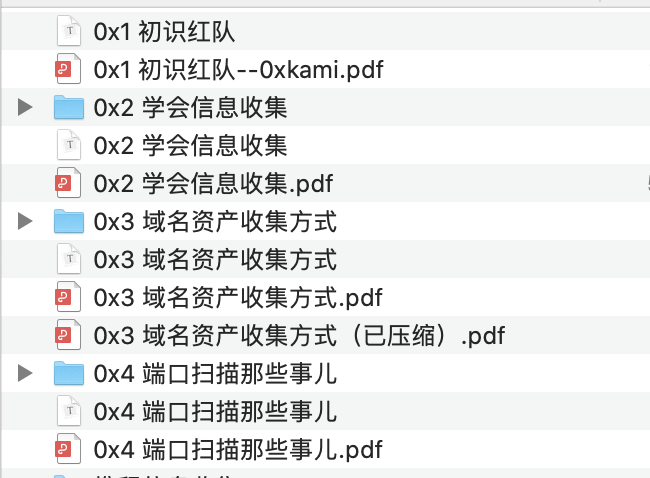 0x1 初识红队
0x1 初识红队--0xkami.pdf
0x2 学会信息收集
0x2 学会信息收集
0x2 学会信息收集.pdf
0x3 域名资产收集方式
0x3 域名资产收集方式
0x3 域名资产收集方式.pdf
0x3 域名资产收集方式（已压缩）.pdf
0x4 端口扫描那些事儿
0x4 端口扫描那些事儿
0x4 端口扫描那些事儿.pdf